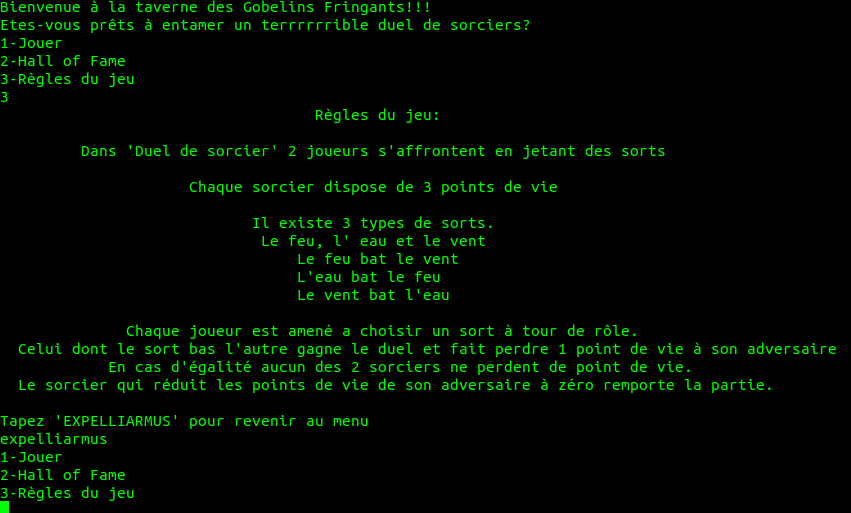 Bienvenue à la taverne des Gobelins Fringants!!!
Etes-vous prêts à entamer un terrrrrrrible duel de sorciers?
1-Jouer
2-Hall of Fame
3-Règles du jeu
3
Règles du jeu:
Dans 'Duel de sorcier' 2 joueurs s'affrontent en jetant des sorts
Chaque sorcier dispose de 3 points de vie
Il existe 3 types de sorts.
Le feu, l' eau et le vent
Le feu bat le vent
L'eau bat le feu
Le vent bat l'eau
Chaque joueur est amené a choisir un sort à tour de rôle.
Celui dont le sort bas l'autre gagne le duel et fait perdre 1 point de vie à son adversaire
En cas d'égalité aucun des 2 sorciers ne perdent de point de vie.
Le sorcier qui réduit les points de vie de son adversaire à zéro remporte la partie.
Tapez 'EXPELLIARMUS' pour revenir au menu
expelliarmus
1-Jouer
2-Hall of Fame
3-Règles du jeu